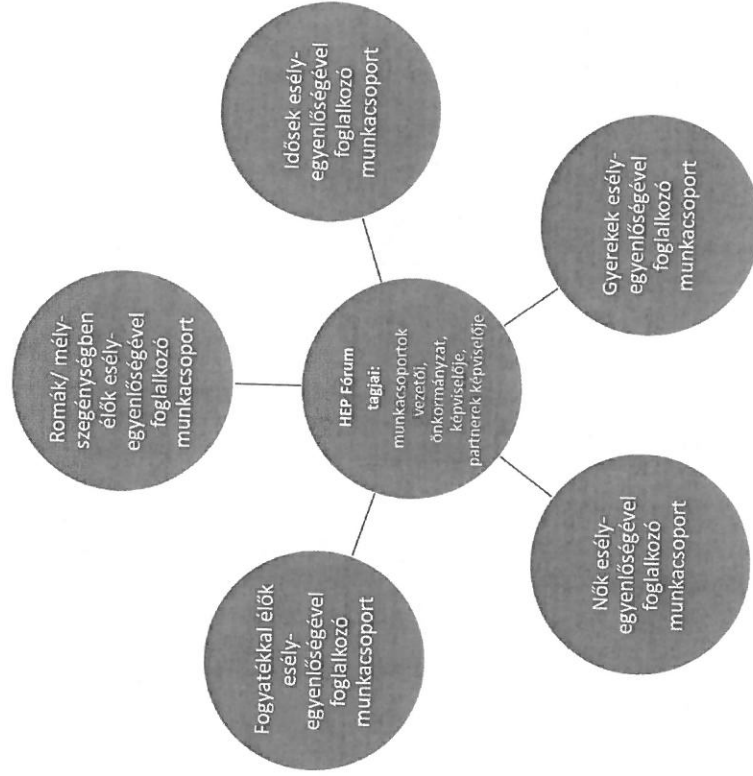 Romák/ mély-
szegénységben
élők esély-
egyenlőségével
foglalkozó
munkacsoport
Idősek esély-
egyenlőségével
foglalkozó
munkacsoport
Gyerekek esély-
egyenlőségével
foglalkozó
munkacsoport
Nők esély-
egyenlőségével
foglalkozó
munkacsoport
Fogyatékkal élők
esély-
egyenlőségével
foglalkozó
munkacsoport
HEP Fórum
tagjai:
munkacsoportok
vezetői,
önkormányzat,
képviselője,
partnerek képviselője